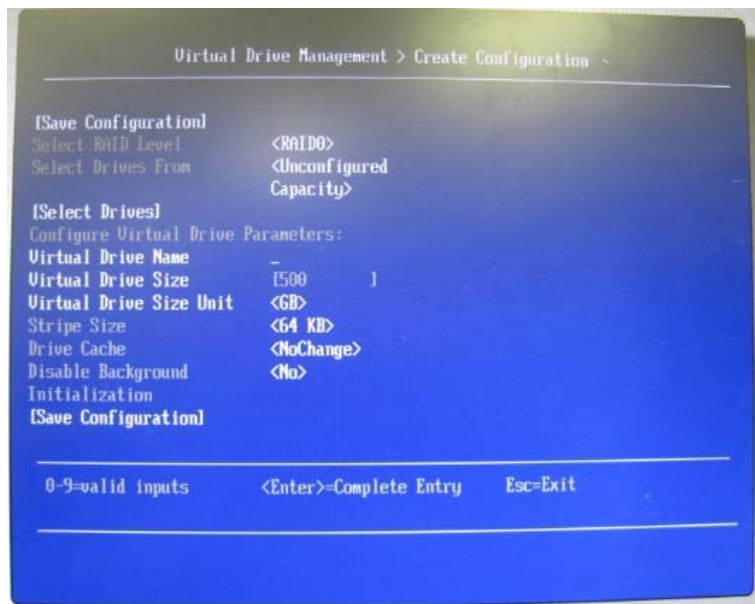 Virtual Drive Management > Create Configuration
[Save Configuration]
Select RAID Level <RAID0>
Select Drives From <Unconfigured
Capacity>
[Select Drives]
Configure Virtual Drive Parameters:
Virtual Drive Name _
Virtual Drive Size [500 ]
Virtual Drive Size Unit <GB>
Stripe Size <64 KB>
Drive Cache <NoChange>
Disable Background <No>
Initialization
[Save Configuration]
0-9=valid inputs <Enter>=Complete Entry Esc=Exit